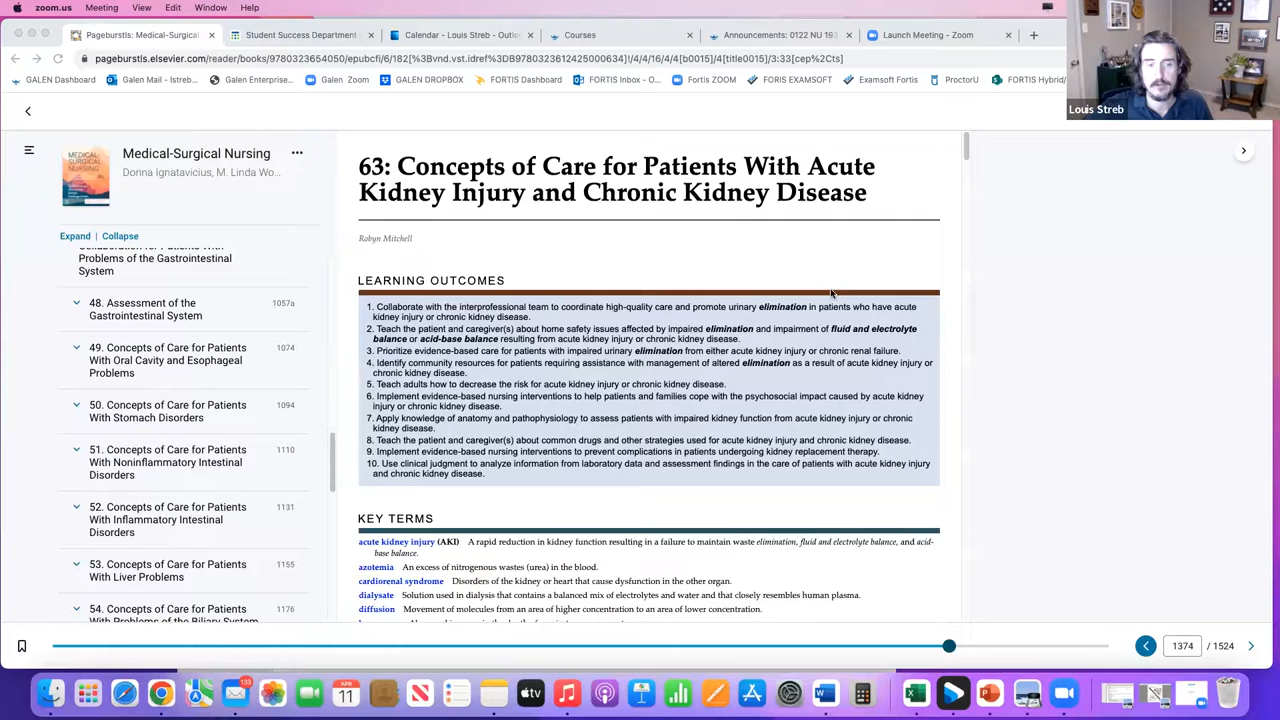 zoom.us Meeting View Edit Window Help
Pageburstls: Medical-Surgical Student Success Department Calendar - Louis Streb - Outlo Courses Announcements: 0122 NU 193 Launch Meeting - Zoom
pageburstls.elsevier.com/reader/books/9780323654050/epubcfi/6/182[%3Bvnd.vst.idref%3DB9780323612425000634]!/4/4/16/4/4[b0015]/4[title0015]/3:33[cep%2Cts]
GALEN Dashboard Galen Mail - lstreb... Galen Enterprise... Galen Zoom GALEN DROPBOX FORTIS Dashboard FORTIS Inbox - O... Fortis ZOOM FORIS EXAMSOFT Examsoft Fortis ProctorU FORTIS Hybrid/
Louis Streb
Medical-Surgical Nursing
Donna Ignatavicius, M. Linda Wo...
Expand | Collapse
Collaboration for Patients With
Problems of the Gastrointestinal
System
48. Assessment of the 1057a
Gastrointestinal System
49. Concepts of Care for Patients 1074
With Oral Cavity and Esophageal
Problems
50. Concepts of Care for Patients 1094
With Stomach Disorders
51. Concepts of Care for Patients 1110
With Noninflammatory Intestinal
Disorders
52. Concepts of Care for Patients 1131
With Inflammatory Intestinal
Disorders
53. Concepts of Care for Patients 1155
With Liver Problems
54. Concepts of Care for Patients 1176
With Problems of the Biliary System
63: Concepts of Care for Patients With Acute
Kidney Injury and Chronic Kidney Disease
Robyn Mitchell
LEARNING OUTCOMES
1. Collaborate with the interprofessional team to coordinate high-quality care and promote urinary elimination in patients who have acute
kidney injury or chronic kidney disease.
2. Teach the patient and caregiver(s) about home safety issues affected by impaired elimination and impairment of fluid and electrolyte
balance or acid-base balance resulting from acute kidney injury or chronic kidney disease.
3. Prioritize evidence-based care for patients with impaired urinary elimination from either acute kidney injury or chronic renal failure.
4. Identify community resources for patients requiring assistance with management of altered elimination as a result of acute kidney injury or
chronic kidney disease.
5. Teach adults how to decrease the risk for acute kidney injury or chronic kidney disease.
6. Implement evidence-based nursing interventions to help patients and families cope with the psychosocial impact caused by acute kidney
injury or chronic kidney disease.
7. Apply knowledge of anatomy and pathophysiology to assess patients with impaired kidney function from acute kidney injury or chronic
kidney disease.
8. Teach the patient and caregiver(s) about common drugs and other strategies used for acute kidney injury and chronic kidney disease.
9. Implement evidence-based nursing interventions to prevent complications in patients undergoing kidney replacement therapy.
10. Use clinical judgment to analyze information from laboratory data and assessment findings in the care of patients with acute kidney injury
and chronic kidney disease.
KEY TERMS
acute kidney injury (AKI) A rapid reduction in kidney function resulting in a failure to maintain waste elimination, fluid and electrolyte balance, and acid-
base balance.
azotemia An excess of nitrogenous wastes (urea) in the blood.
cardiorenal syndrome Disorders of the kidney or heart that cause dysfunction in the other organ.
dialysate Solution used in dialysis that contains a balanced mix of electrolytes and water and that closely resembles human plasma.
diffusion Movement of molecules from an area of higher concentration to an area of lower concentration.
1374 / 1524
133
APR
11